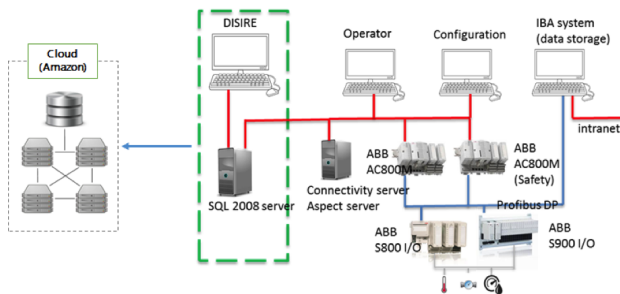 DISIRE
Operator
Configuration
IBA system
(data storage)
Cloud
(Amazon)
intranet
ABB
AC800M
ABB
AC800M
(Safety)
Connectivity server
Aspect server
SQL 2008 server
Profibus DP
ABB
S800 I/O
ABB
S900 I/O